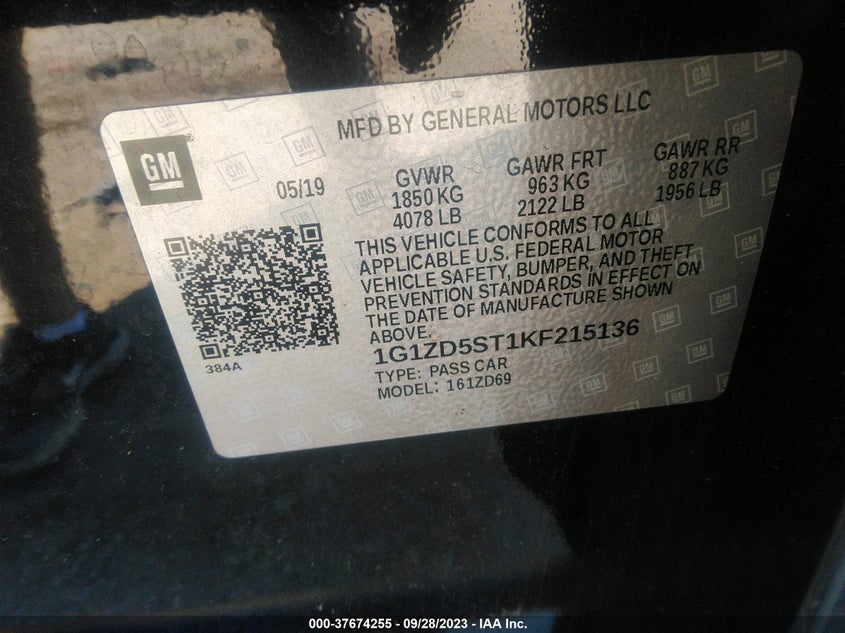 MFD BY GENERAL MOTORS LLC
GM
05/19
GVWR
1850 KG
4078 LB
GAWR FRT
963 KG
2122 LB
GAWR RR
887 KG
1956 LB
THIS VEHICLE CONFORMS TO ALL
APPLICABLE U.S. FEDERAL MOTOR
VEHICLE SAFETY, BUMPER, AND THEFT
PREVENTION STANDARDS IN EFFECT ON
THE DATE OF MANUFACTURE SHOWN
ABOVE.
384A
1G1ZD5ST1KF215136
TYPE: PASS CAR
MODEL: 161ZD69
000-37674255 - 09/28/2023 - IAA Inc.